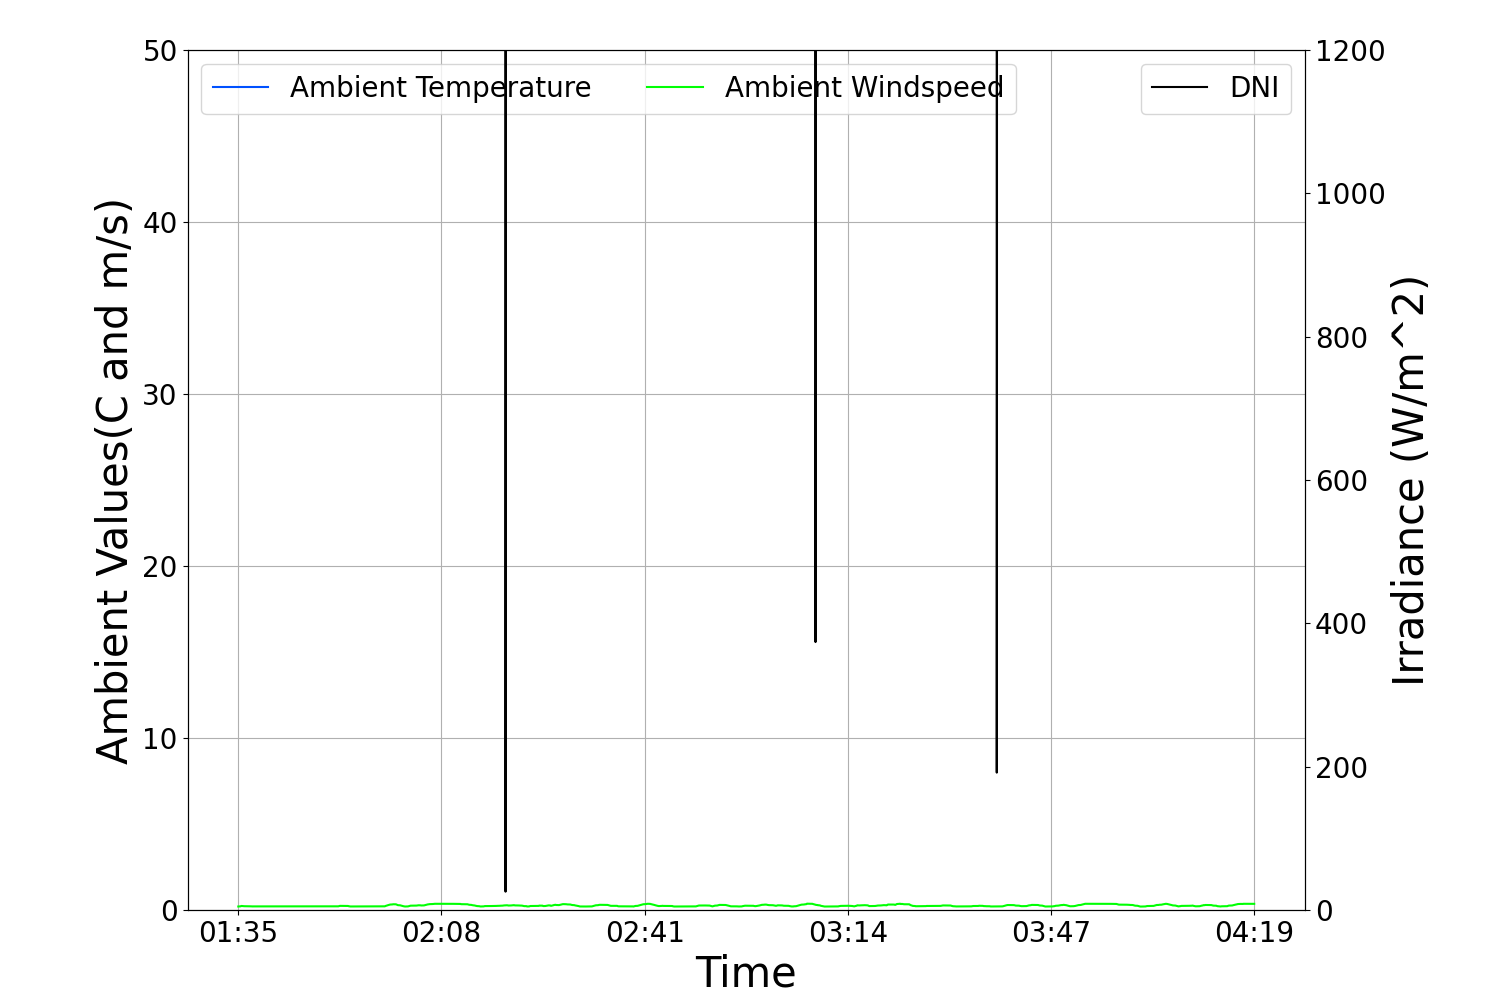 50
40
30
20
10
0
Ambient Values(C and m/s)
Ambient Temperature
Ambient Windspeed
DNI
1200
1000
800
600
400
200
0
Irradiance (W/m^2)
01:35 02:08 02:41 03:14 03:47 04:19
Time